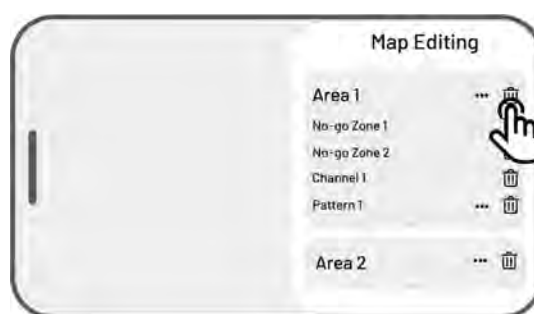 Map Editing
Area 1 ...
No-go Zone 1
No-go Zone 2
Channel 1
Pattern 1 ...
Area 2 ...